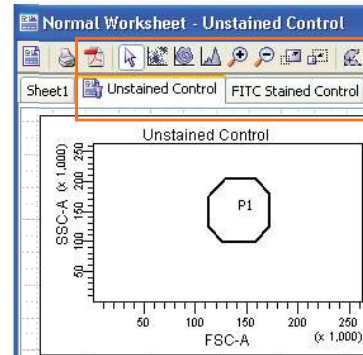 Normal Worksheet - Unstained Control
Sheet1 Unstained Control FITC Stained Control
Unstained Control
SSC-A (x 1,000)
250
200
150
100
50
P1
50 100 150 200 250
FSC-A (x 1,000)